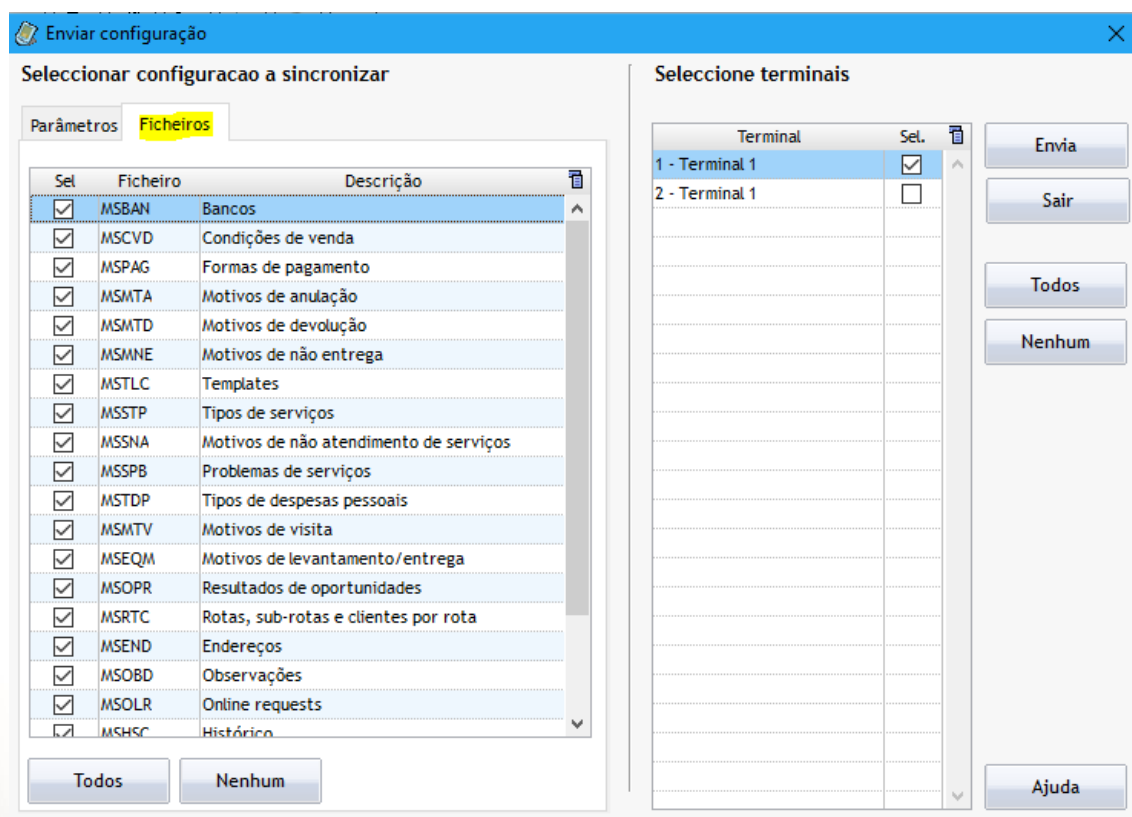 Enviar configuração
Seleccionar configuracao a sincronizar
Parâmetros Ficheiros
Sel Ficheiro Descrição
MSBAN Bancos
MSCVD Condições de venda
MSPAG Formas de pagamento
MSMTA Motivos de anulação
MSMTD Motivos de devolução
MSMNE Motivos de não entrega
MSTLC Templates
MSSTP Tipos de serviços
MSSNA Motivos de não atendimento de serviços
MSSPB Problemas de serviços
MSTDP Tipos de despesas pessoais
MSMTV Motivos de visita
MSEQM Motivos de levantamento/entrega
MSOPR Resultados de oportunidades
MSRTC Rotas, sub-rotas e clientes por rota
MSEND Endereços
MSOBD Observações
MSOLR Online requests
MSHSC Histórico
Todos Nenhum
Seleccione terminais
Terminal Sel.
1 - Terminal 1
2 - Terminal 1
Envia
Sair
Todos
Nenhum
Ajuda